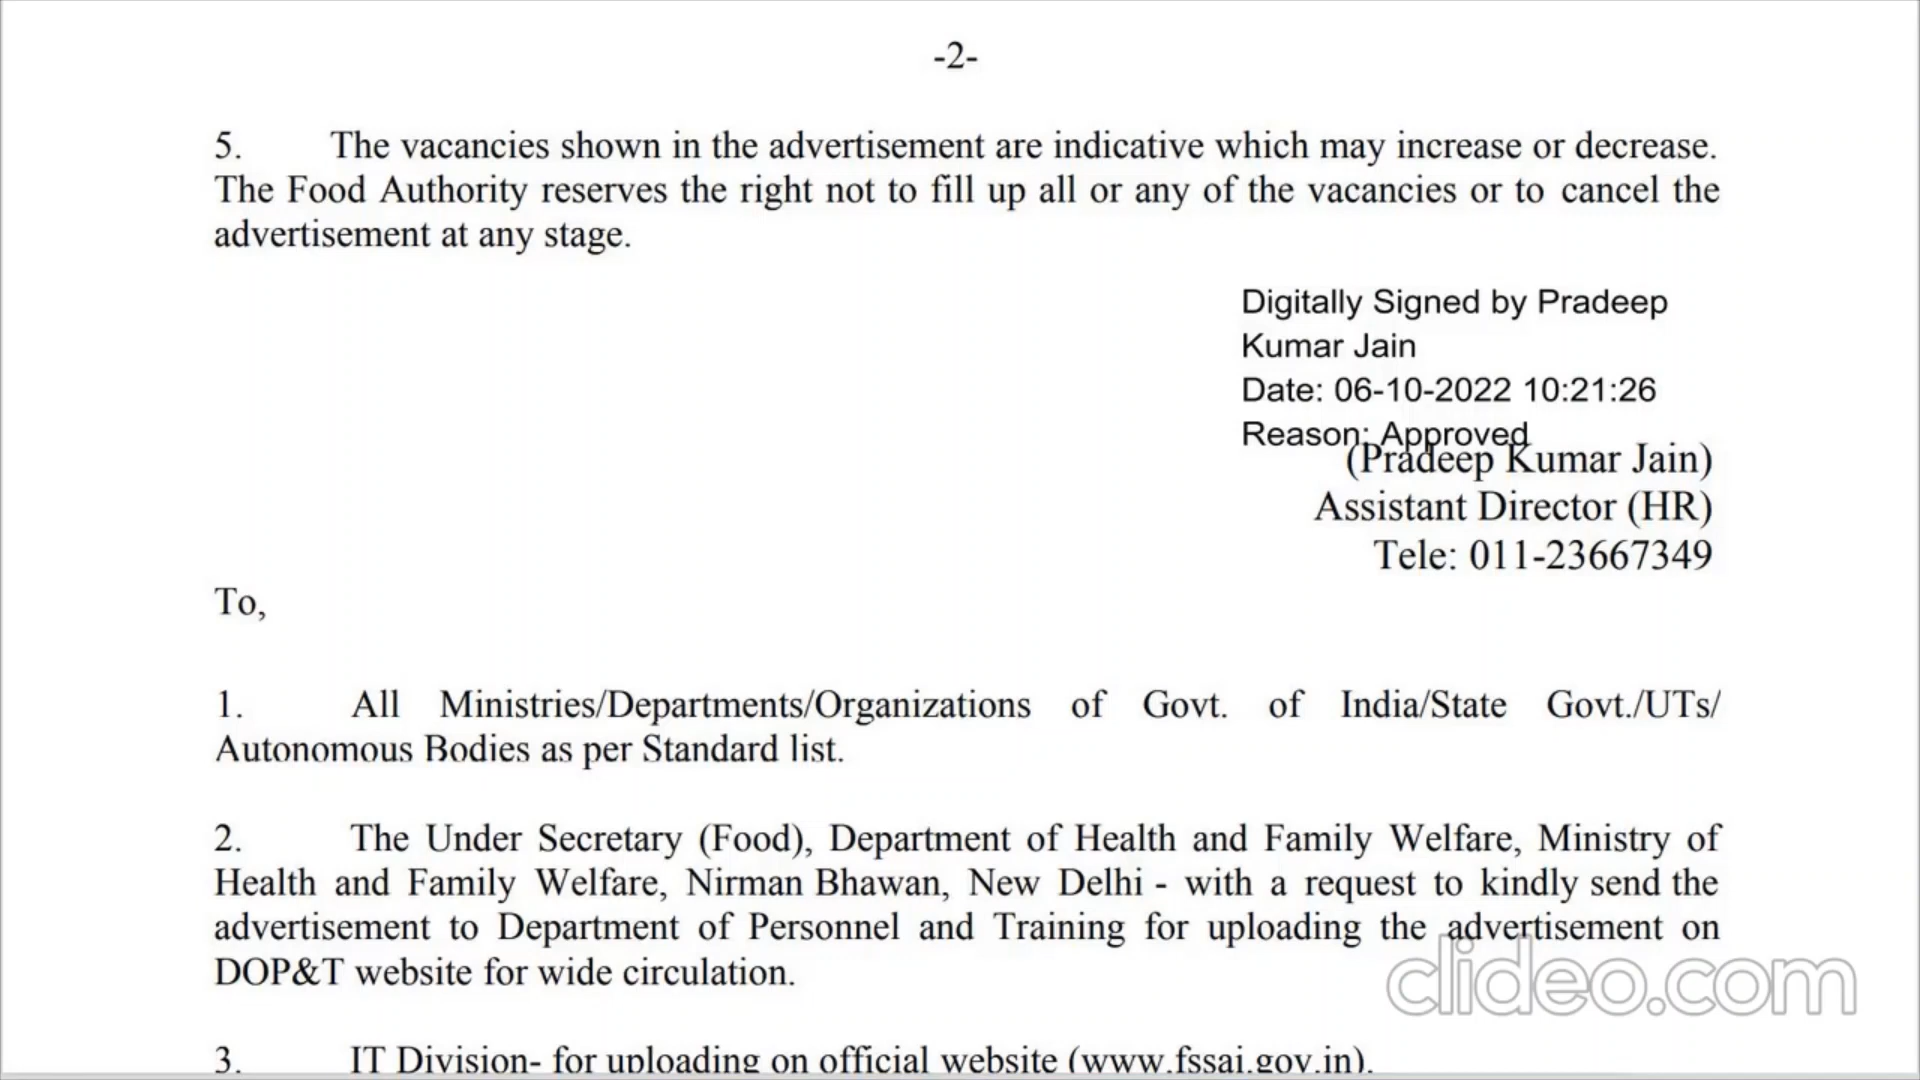 -2-
5. The vacancies shown in the advertisement are indicative which may increase or decrease.
The Food Authority reserves the right not to fill up all or any of the vacancies or to cancel the
advertisement at any stage.
Digitally Signed by Pradeep
Kumar Jain
Date: 06-10-2022 10:21:26
Reason: Approved
(Pradeep Kumar Jain)
Assistant Director (HR)
Tele: 011-23667349
To,
1. All Ministries/Departments/Organizations of Govt. of India/State Govt./UTs/
Autonomous Bodies as per Standard list.
2. The Under Secretary (Food), Department of Health and Family Welfare, Ministry of
Health and Family Welfare, Nirman Bhawan, New Delhi - with a request to kindly send the
advertisement to Department of Personnel and Training for uploading the advertisement on
DOP&T website for wide circulation.
clideo.com
3. IT Division- for uploading on official website (www.fssai.gov.in).